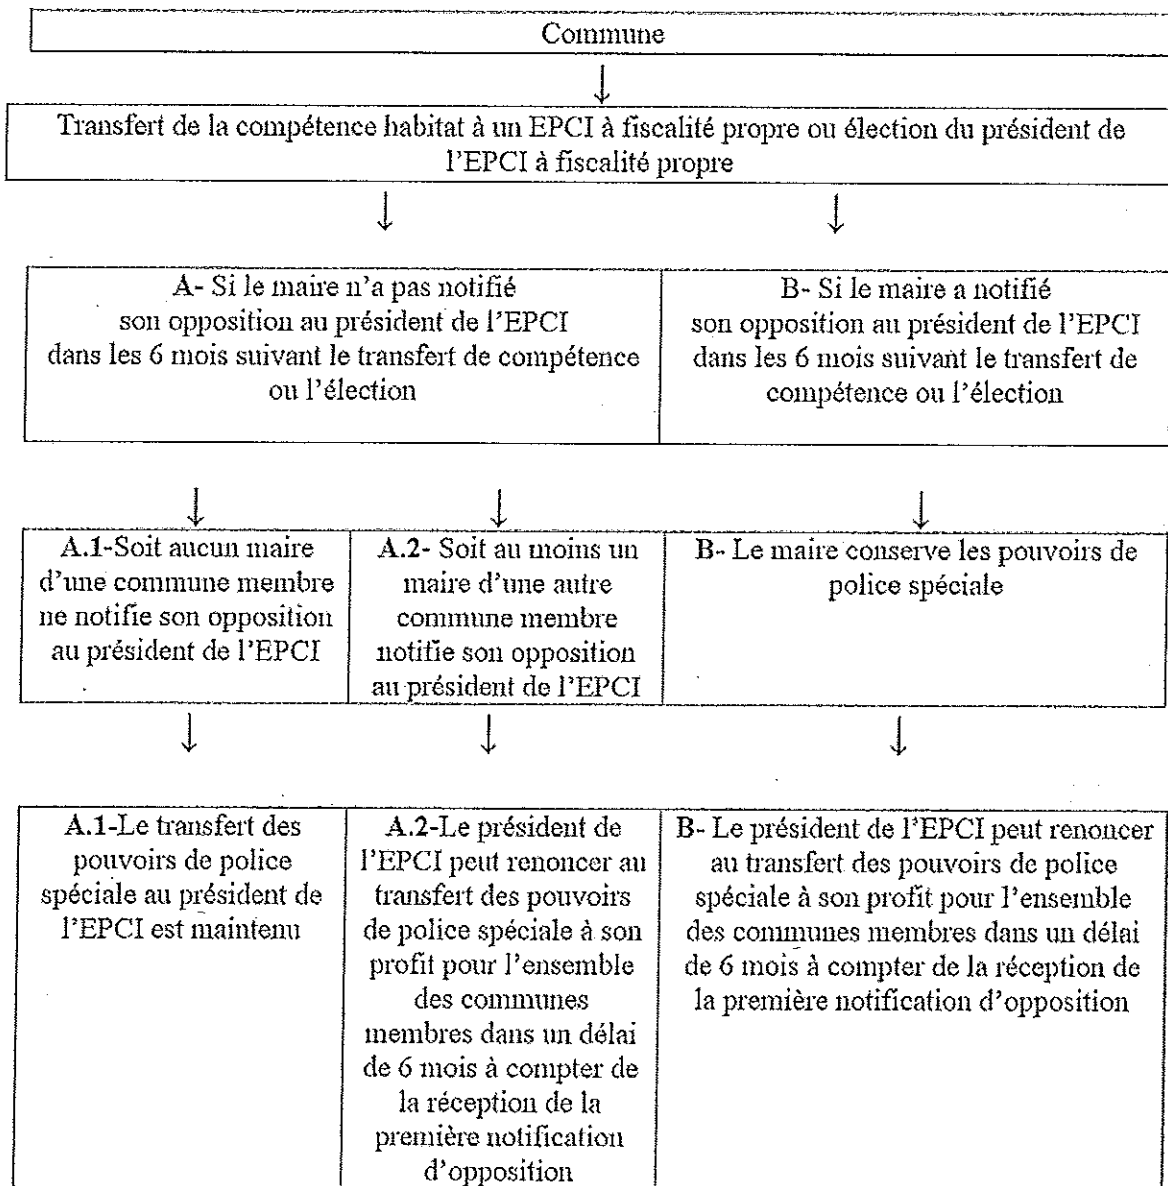 Commune
↓
Transfert de la compétence habitat à un EPCI à fiscalité propre ou élection du président de
l'EPCI à fiscalité propre
↓
↓
A- Si le maire n'a pas notifié
son opposition au président de l'EPCI
dans les 6 mois suivant le transfert de compétence
ou l'élection
B- Si le maire a notifié
son opposition au président de l'EPCI
dans les 6 mois suivant le transfert de
compétence ou l'élection
↓
↓
↓
A.1-Soit aucun maire
d'une commune membre
ne notifie son opposition
au président de l'EPCI
A.2- Soit au moins un
maire d'une autre
commune membre
notifie son opposition
au président de l'EPCI
B- Le maire conserve les pouvoirs de
police spéciale
↓
↓
↓
A.1-Le transfert des
pouvoirs de police
spéciale au président de
l'EPCI est maintenu
A.2-Le président de
l'EPCI peut renoncer au
transfert des pouvoirs
de police spéciale à son
profit pour l'ensemble
des communes
membres dans un délai
de 6 mois à compter de
la réception de la
première notification
d'opposition
B- Le président de l'EPCI peut renoncer
au transfert des pouvoirs de police
spéciale à son profit pour l'ensemble
des communes membres dans un délai
de 6 mois à compter de la réception de
la première notification d'opposition